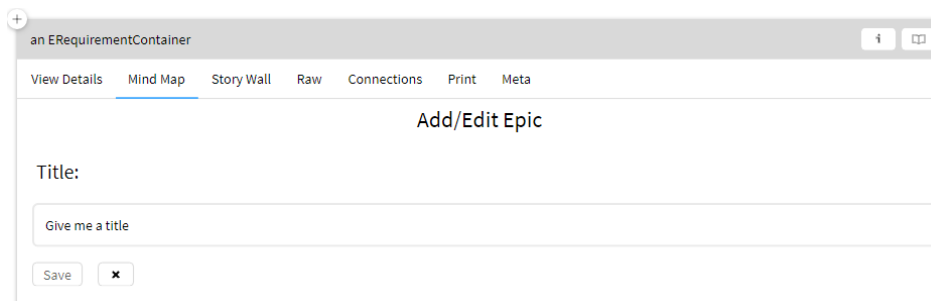 an ERequirementContainer
View Details Mind Map Story Wall Raw Connections Print Meta
Add/Edit Epic
Title:
Give me a title
Save